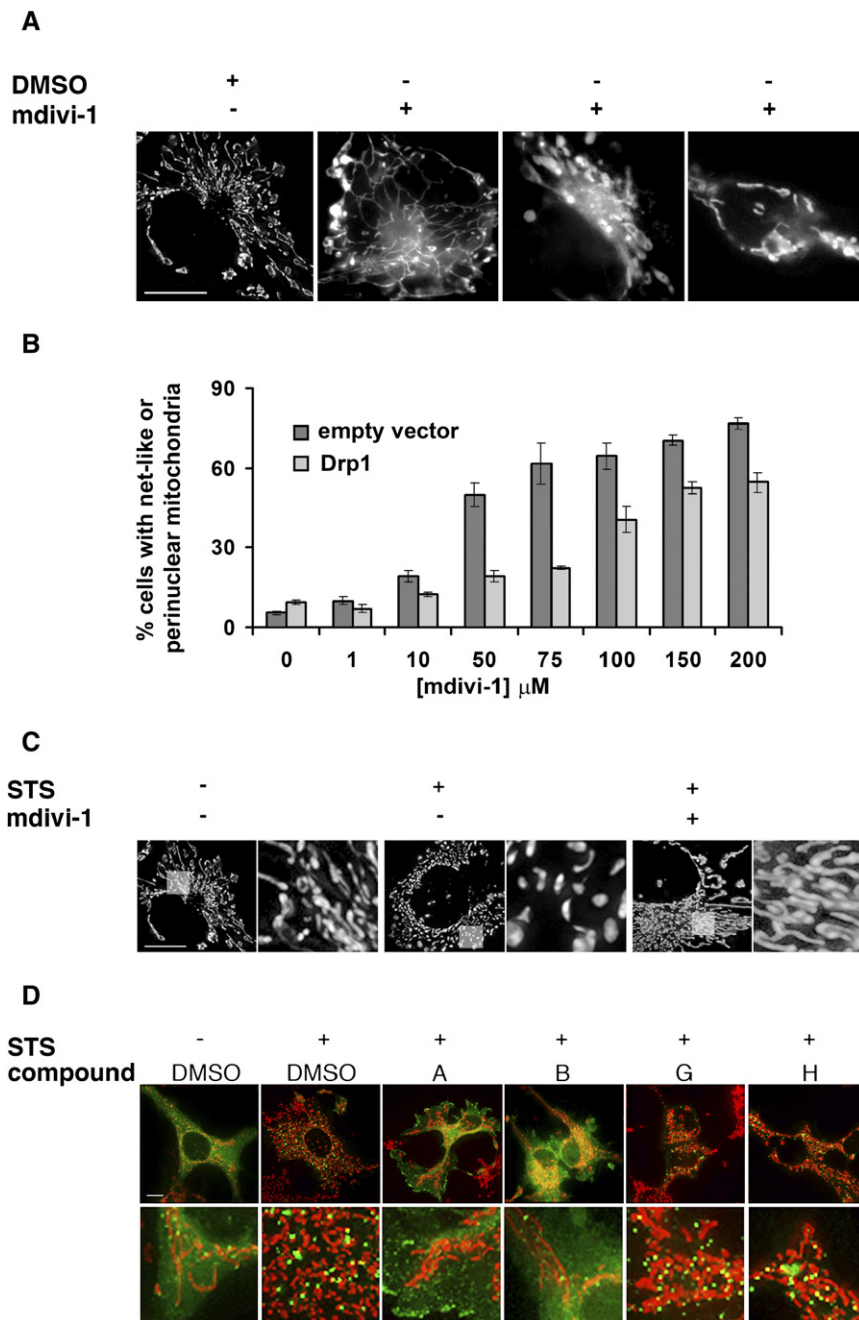 A
DMSO + - - -
mdivi-1 - + + +
B
% cells with net-like or
perinuclear mitochondria
90
60
30
0
empty vector
Drp1
0 1 10 50 75 100 150 200
[mdivi-1] μM
C
STS - + +
mdivi-1 - - +
D
STS - + + + + +
compound DMSO DMSO A B G H